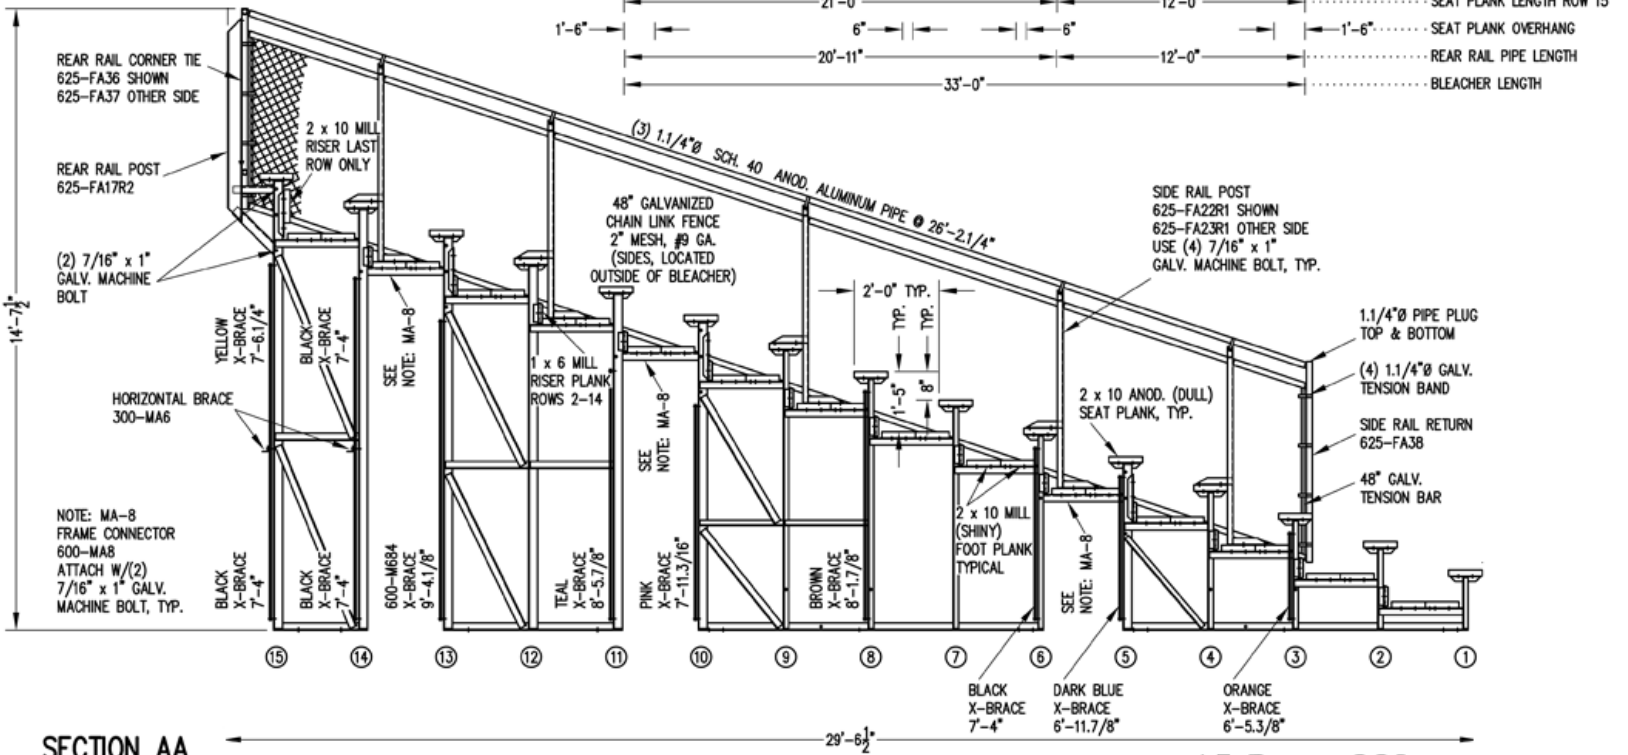 21'-0"
12'-0"
SEAT PLANK LENGTH ROW 15
1'-6"
6"
6"
1'-6"
SEAT PLANK OVERHANG
20'-11"
12'-0"
REAR RAIL PIPE LENGTH
33'-0"
BLEACHER LENGTH
REAR RAIL CORNER TIE
625-FA36 SHOWN
625-FA37 OTHER SIDE
2 x 10 MILL
RISER LAST
ROW ONLY
REAR RAIL POST
625-FA17R2
(3) 1.1/4"Ø SCH. 40 ANOD. ALUMINUM PIPE @ 26'-2.1/4"
48" GALVANIZED
CHAIN LINK FENCE
2" MESH, #9 GA.
(SIDES, LOCATED
OUTSIDE OF BLEACHER)
SIDE RAIL POST
625-FA22R1 SHOWN
625-FA23R1 OTHER SIDE
USE (4) 7/16" x 1"
GALV. MACHINE BOLT, TYP.
(2) 7/16" x 1"
GALV. MACHINE
BOLT
14'-7½"
2'-0" TYP.
TYP.
TYP.
1'-5"
8"
1.1/4"Ø PIPE PLUG
TOP & BOTTOM
(4) 1.1/4"Ø GALV.
TENSION BAND
SIDE RAIL RETURN
625-FA38
48" GALV.
TENSION BAR
YELLOW
X-BRACE
7'-6.1/4"
BLACK
X-BRACE
7'-4"
SEE
NOTE: MA-8
1 x 6 MILL
RISER PLANK
ROWS 2-14
SEE
NOTE: MA-8
2 x 10 ANOD. (DULL)
SEAT PLANK, TYP.
HORIZONTAL BRACE
300-MA6
2 x 10 MILL
(SHINY)
FOOT PLANK
TYPICAL
SEE
NOTE: MA-8
NOTE: MA-8
FRAME CONNECTOR
600-MA8
ATTACH W/(2)
7/16" x 1" GALV.
MACHINE BOLT, TYP.
BLACK
X-BRACE
7'-4"
BLACK
X-BRACE
7'-4"
600-M684
X-BRACE
9'-4.1/8"
TEAL
X-BRACE
8'-5.7/8"
PINK
X-BRACE
7'-11.3/16"
BROWN
X-BRACE
8'-1.7/8"
15 14 13 12 11 10 9 8 7 6 5 4 3 2 1
BLACK
X-BRACE
7'-4"
DARK BLUE
X-BRACE
6'-11.7/8"
ORANGE
X-BRACE
6'-5.3/8"
SECTION AA
29'-6½"